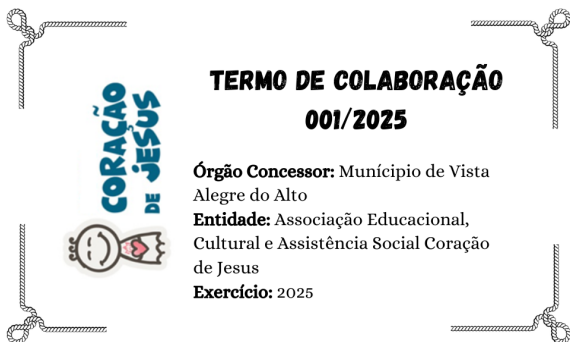 CORAÇÃO
DE JESUS
TERMO DE COLABORAÇÃO
001/2025
Órgão Concessor: Munícipio de Vista
Alegre do Alto
Entidade: Associação Educacional,
Cultural e Assistência Social Coração
de Jesus
Exercício: 2025